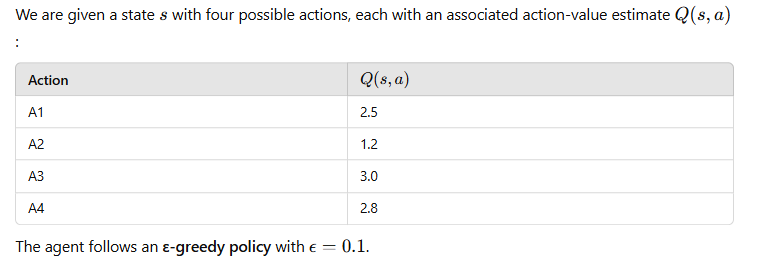 We are given a state s with four possible actions, each with an associated action-value estimate Q(s, a)
:
Action Q(s, a)
A1 2.5
A2 1.2
A3 3.0
A4 2.8
The agent follows an ε-greedy policy with ϵ = 0.1.